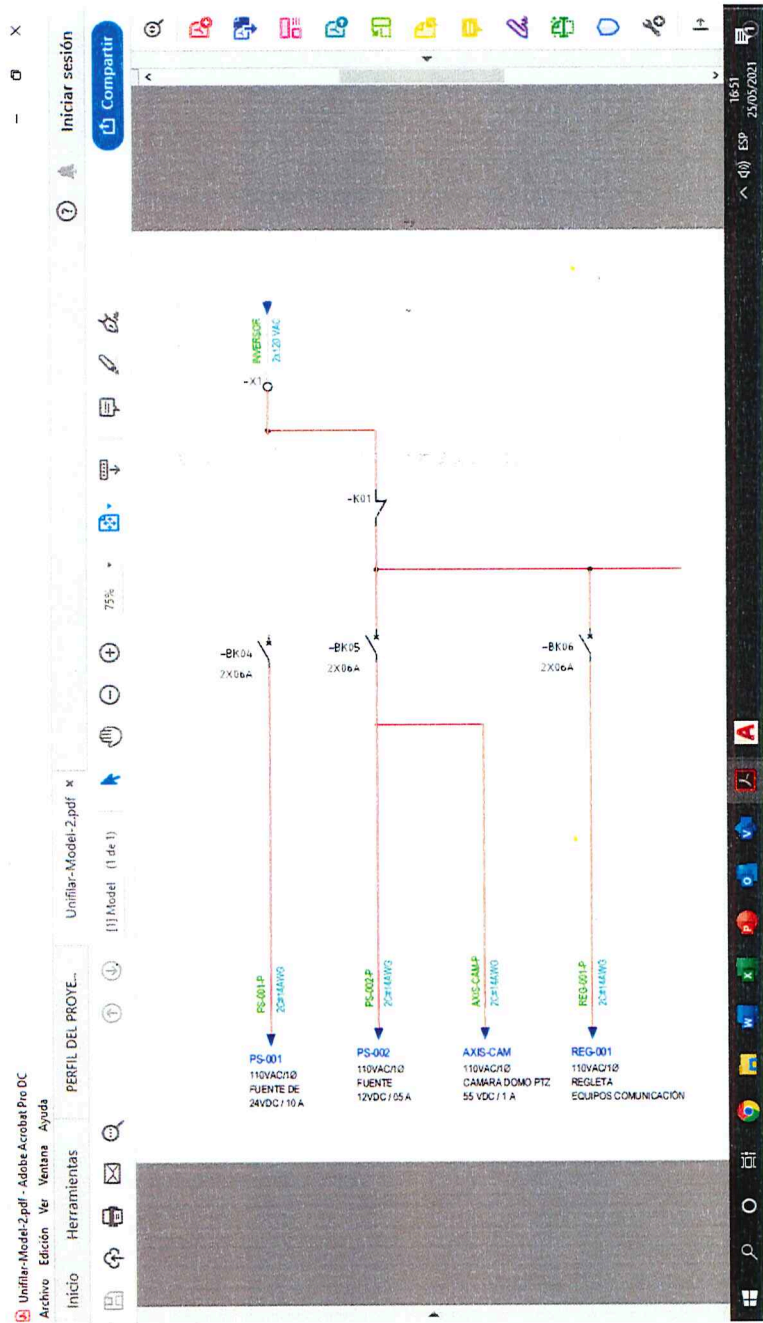 Unifilar-Model-2.pdf - Adobe Acrobat Pro DC
Archivo Edición Ver Ventana Ayuda
Inicio Herramientas PERFIL DEL PROYE... Unifilar-Model-2.pdf × Iniciar sesión
[1] Model (1 de 1) 75% Compartir
INVERSOR
2x120 VAC
-X1
-K01
-BK04
2X06A
-BK05
2X06A
-BK06
2X06A
PS-001-P
2C#14AWG
PS-002-P
2C#14AWG
AXIS-CAM-P
2C#14AWG
REG-001-P
2C#14AWG
PS-001
110VAC/1Ø
FUENTE DE
24VDC / 10 A
PS-002
110VAC/1Ø
FUENTE
12VDC / 05 A
AXIS-CAM
110VAC/1Ø
CAMARA DOMO PTZ
55 VDC / 1 A
REG-001
110VAC/1Ø
REGLETA
EQUIPOS COMUNICACIÓN
ESP
16:51
25/05/2021